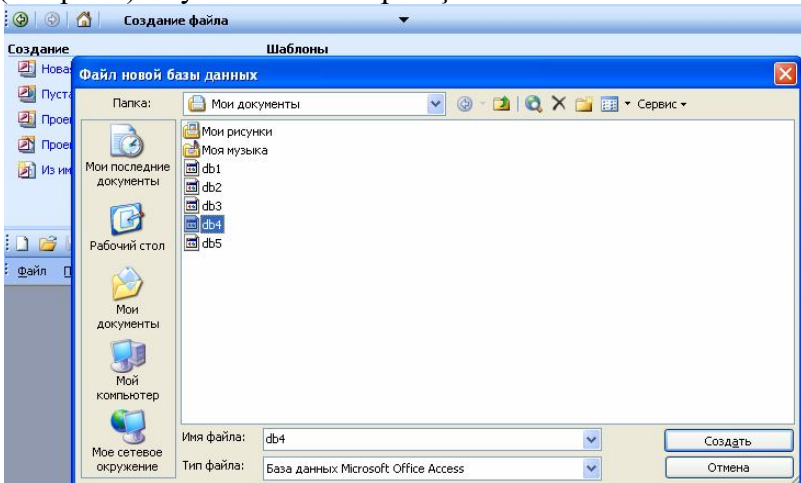 Создание файла
Создание Шаблоны
Файл новой базы данных
Папка: Мои документы Сервис
Мои рисунки
Моя музыка
db1
db2
db3
db4
db5
Мои последние документы
Рабочий стол
Мои документы
Мой компьютер
Мое сетевое окружение
Файл
Имя файла: db4 Создать
Тип файла: База данных Microsoft Office Access Отмена